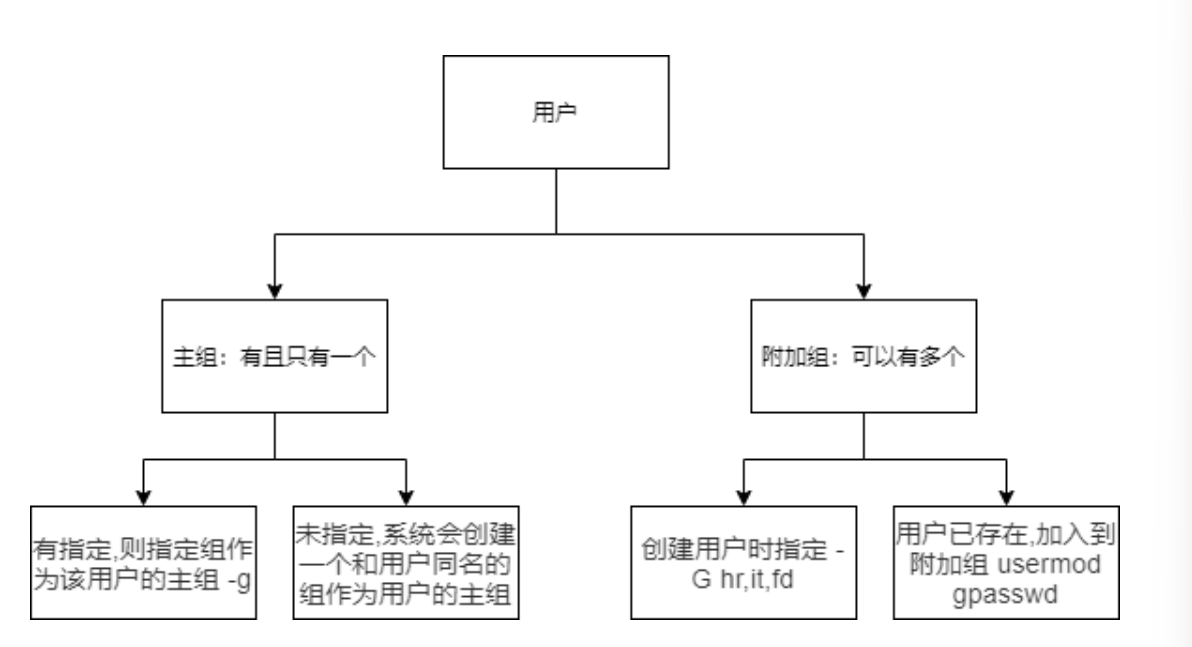 用户
主组：有且只有一个
附加组：可以有多个
有指定,则指定组作
为该用户的主组 -g
未指定,系统会创建
一个和用户同名的
组作为用户的主组
创建用户时指定 -
G hr,it,fd
用户已存在,加入到
附加组 usermod
gpasswd